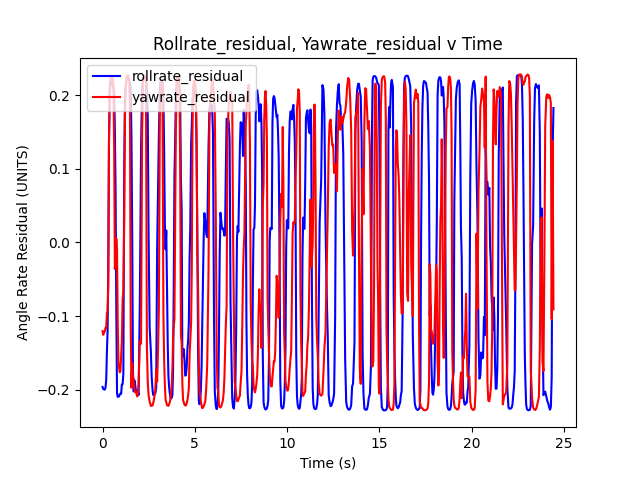 Rollrate_residual, Yawrate_residual v Time
rollrate_residual
yawrate_residual
Angle Rate Residual (UNITS)
0.2
0.1
0.0
−0.1
−0.2
0 5 10 15 20 25
Time (s)